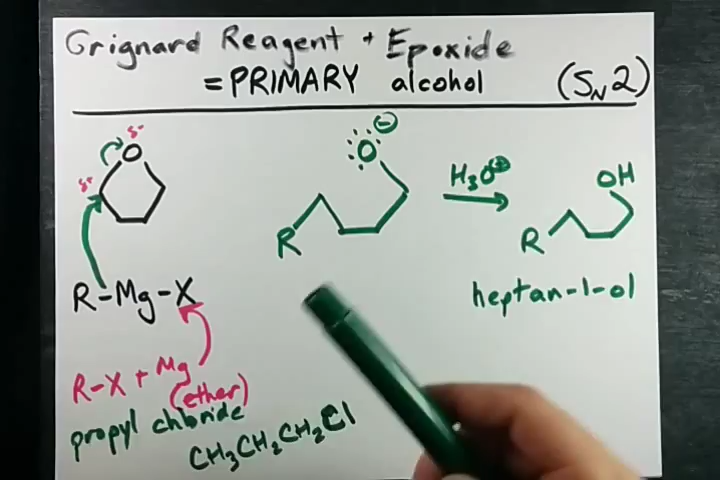 Grignard Reagent + Epoxide
= PRIMARY alcohol (SN2)
δ-
O
δ-
R-Mg-X
R-X + Mg
(ether)
propyl chloride
CH3CH2CH2Cl
O
⊖
R
H3O⊕
OH
R
heptan-1-ol